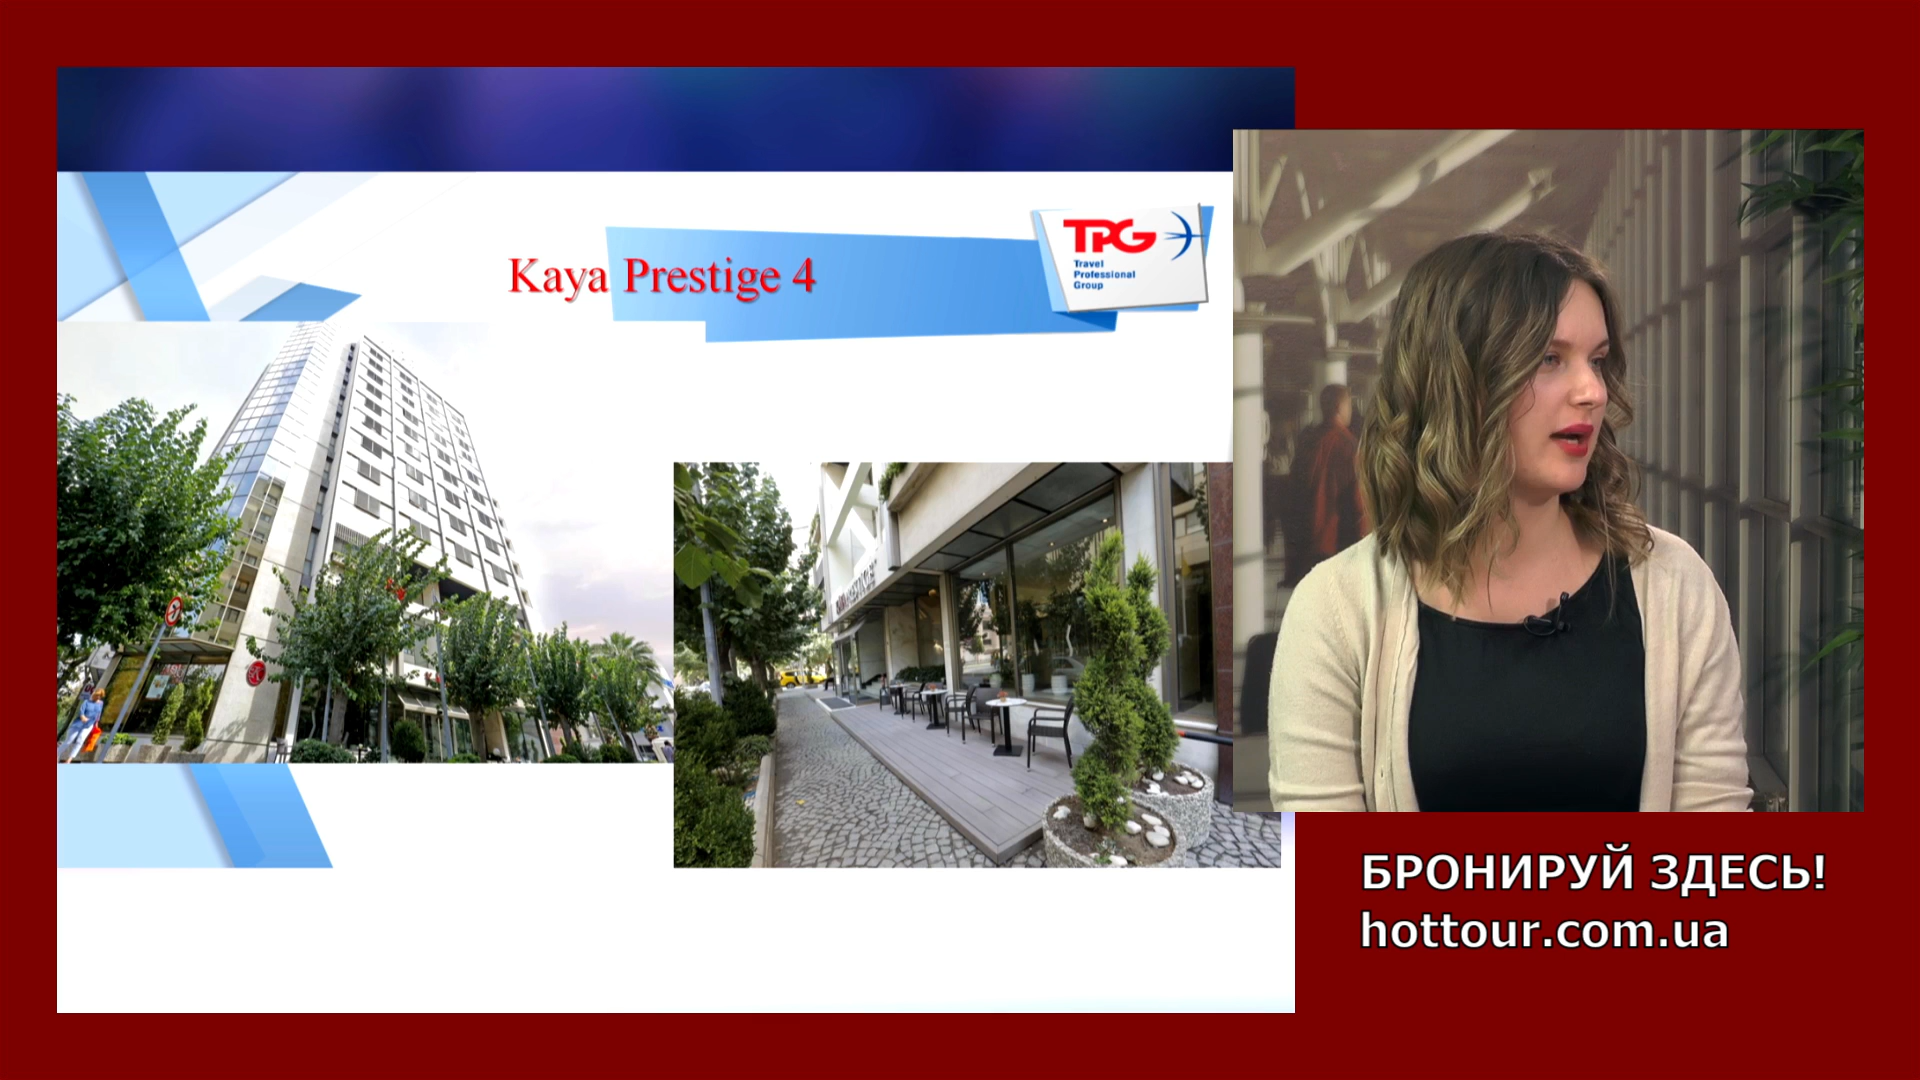 Kaya Prestige 4
TPG
Travel
Professional
Group
БРОНИРУЙ ЗДЕСЬ!
hottour.com.ua